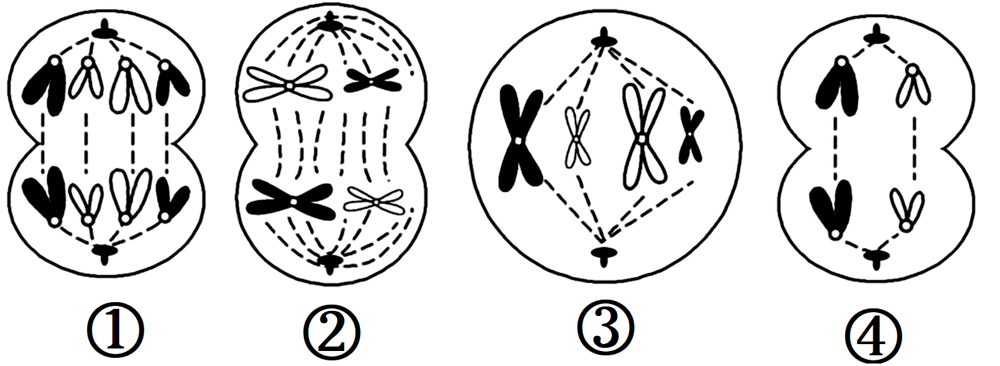 ① ② ③ ④